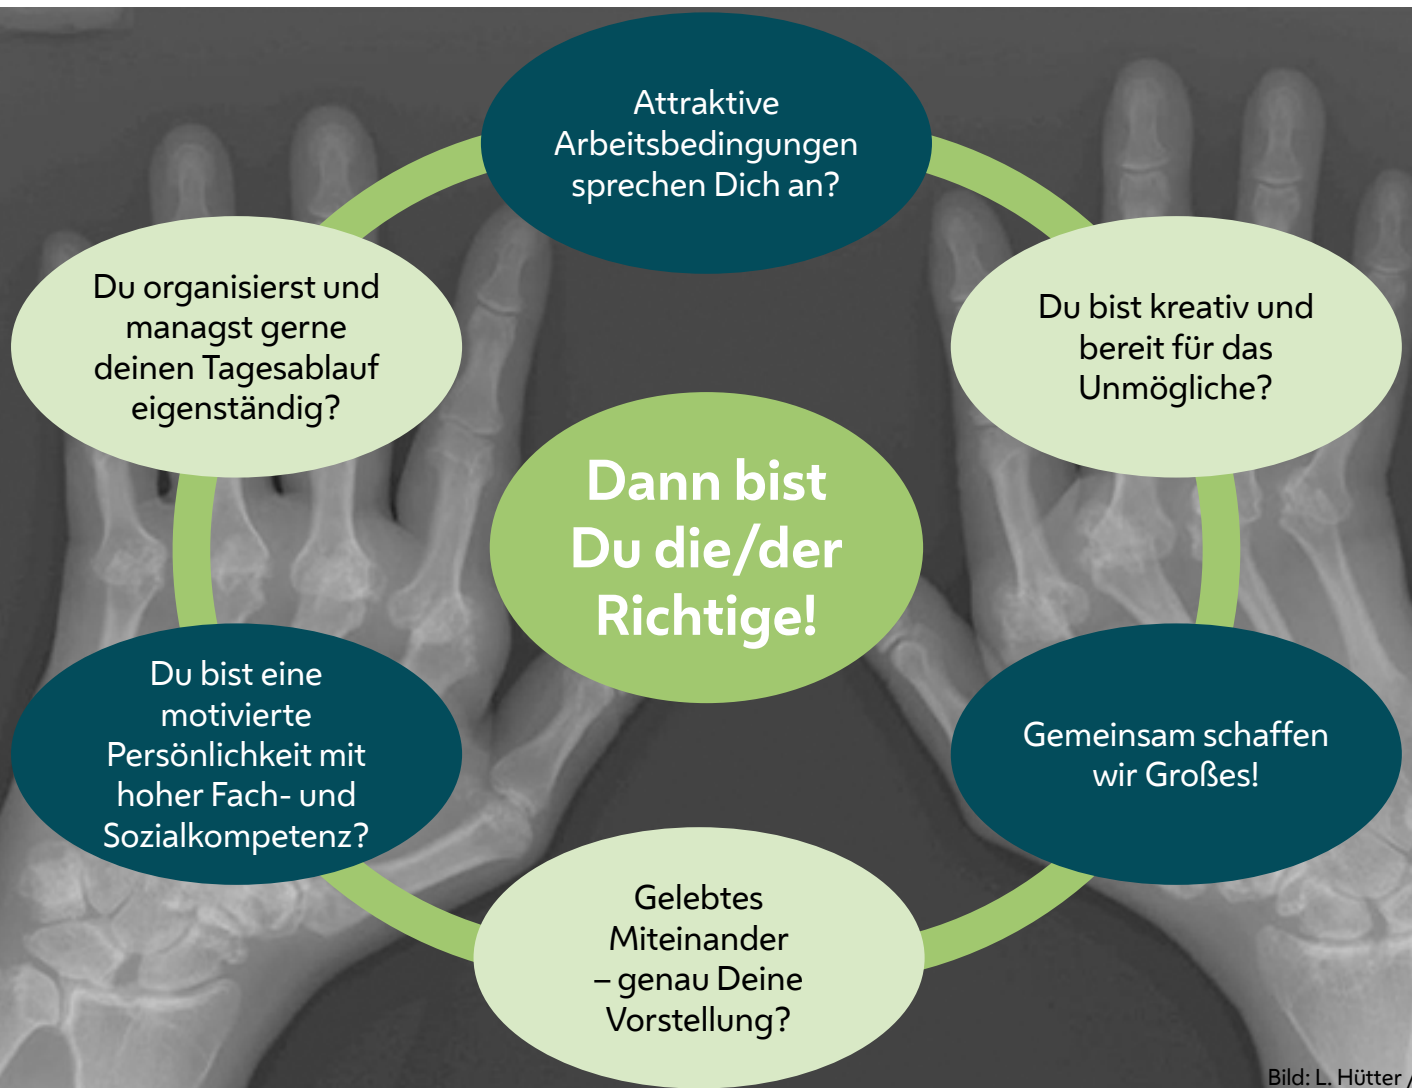 Attraktive
Arbeitsbedingungen
sprechen Dich an?
Du organisierst und
managst gerne
deinen Tagesablauf
eigenständig?
Du bist kreativ und
bereit für das
Unmögliche?
Dann bist
Du die/der
Richtige!
Du bist eine
motivierte
Persönlichkeit mit
hoher Fach- und
Sozialkompetenz?
Gemeinsam schaffen
wir Großes!
Gelebtes
Miteinander
– genau Deine
Vorstellung?
Bild: L. Hütter /